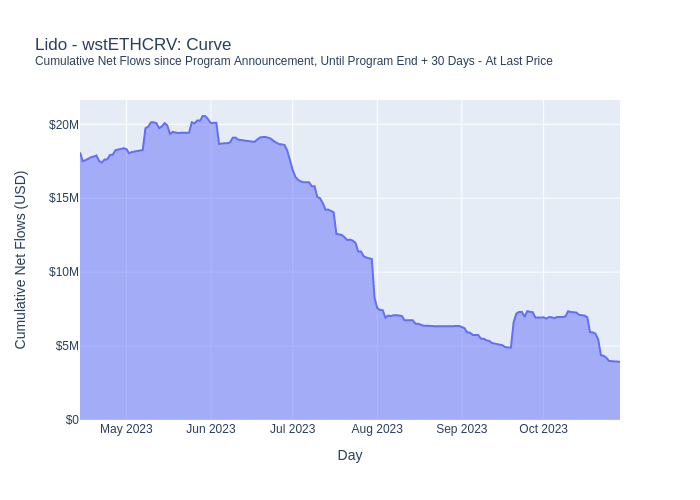 Lido - wstETHCRV: Curve
Cumulative Net Flows since Program Announcement, Until Program End + 30 Days - At Last Price
Cumulative Net Flows (USD)
$20M
$15M
$10M
$5M
$0
May 2023 Jun 2023 Jul 2023 Aug 2023 Sep 2023 Oct 2023
Day